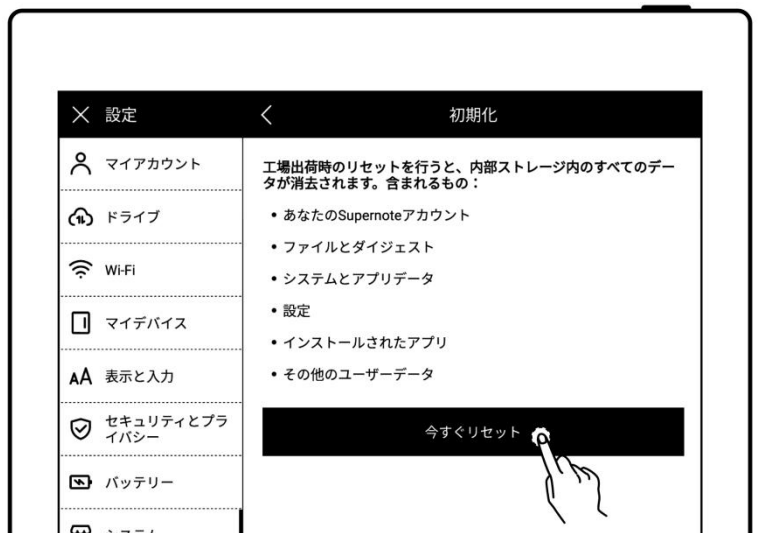 設定
初期化
マイアカウント
ドライブ
Wi-Fi
マイデバイス
AA 表示と入力
セキュリティとプラ
イバシー
バッテリー
工場出荷時のリセットを行うと、内部ストレージ内のすべてのデー
タが消去されます。含まれるもの：
• あなたのSupernoteアカウント
• ファイルとダイジェスト
• システムとアプリデータ
• 設定
• インストールされたアプリ
• その他のユーザーデータ
今すぐリセット